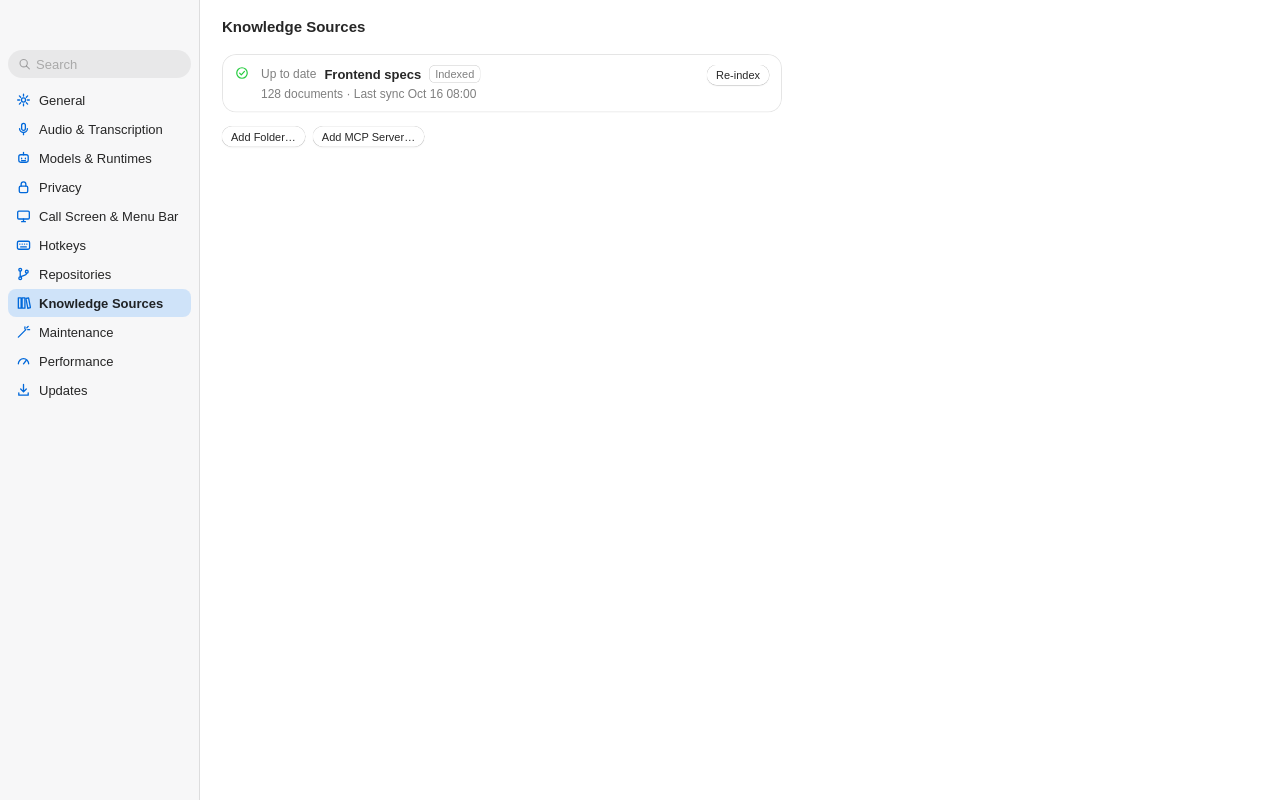 Search
General
Audio & Transcription
Models & Runtimes
Privacy
Call Screen & Menu Bar
Hotkeys
Repositories
Knowledge Sources
Maintenance
Performance
Updates
Knowledge Sources
Up to date Frontend specs Indexed
128 documents · Last sync Oct 16 08:00
Re-index
Add Folder… Add MCP Server…